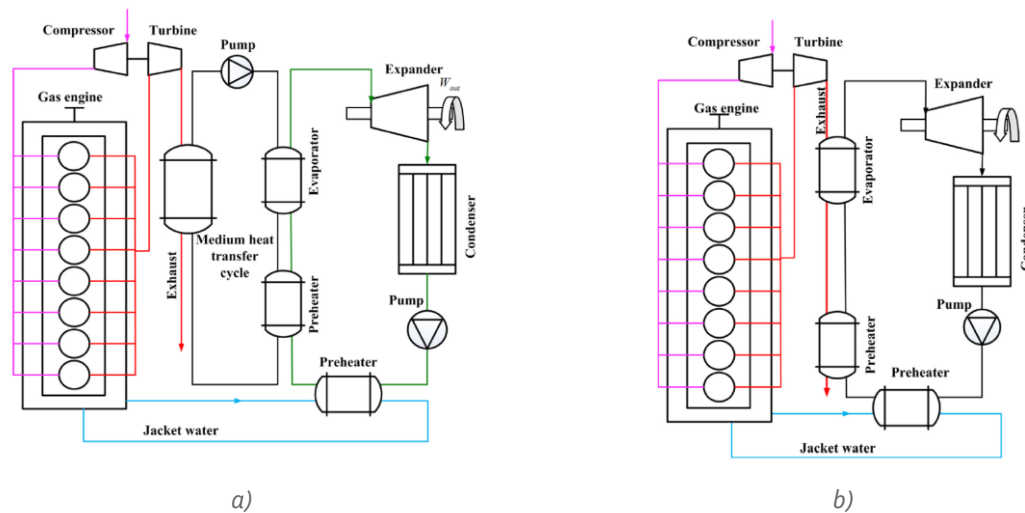 Compressor
Turbine
Pump
Expander
W_out
Gas engine
Evaporator
Medium heat
transfer
cycle
Exhaust
Preheater
Condenser
Pump
Preheater
Jacket water
a)
Compressor
Turbine
Expander
Exhaust
Gas engine
Evaporator
Condenser
Pump
Preheater
Preheater
Jacket water
b)